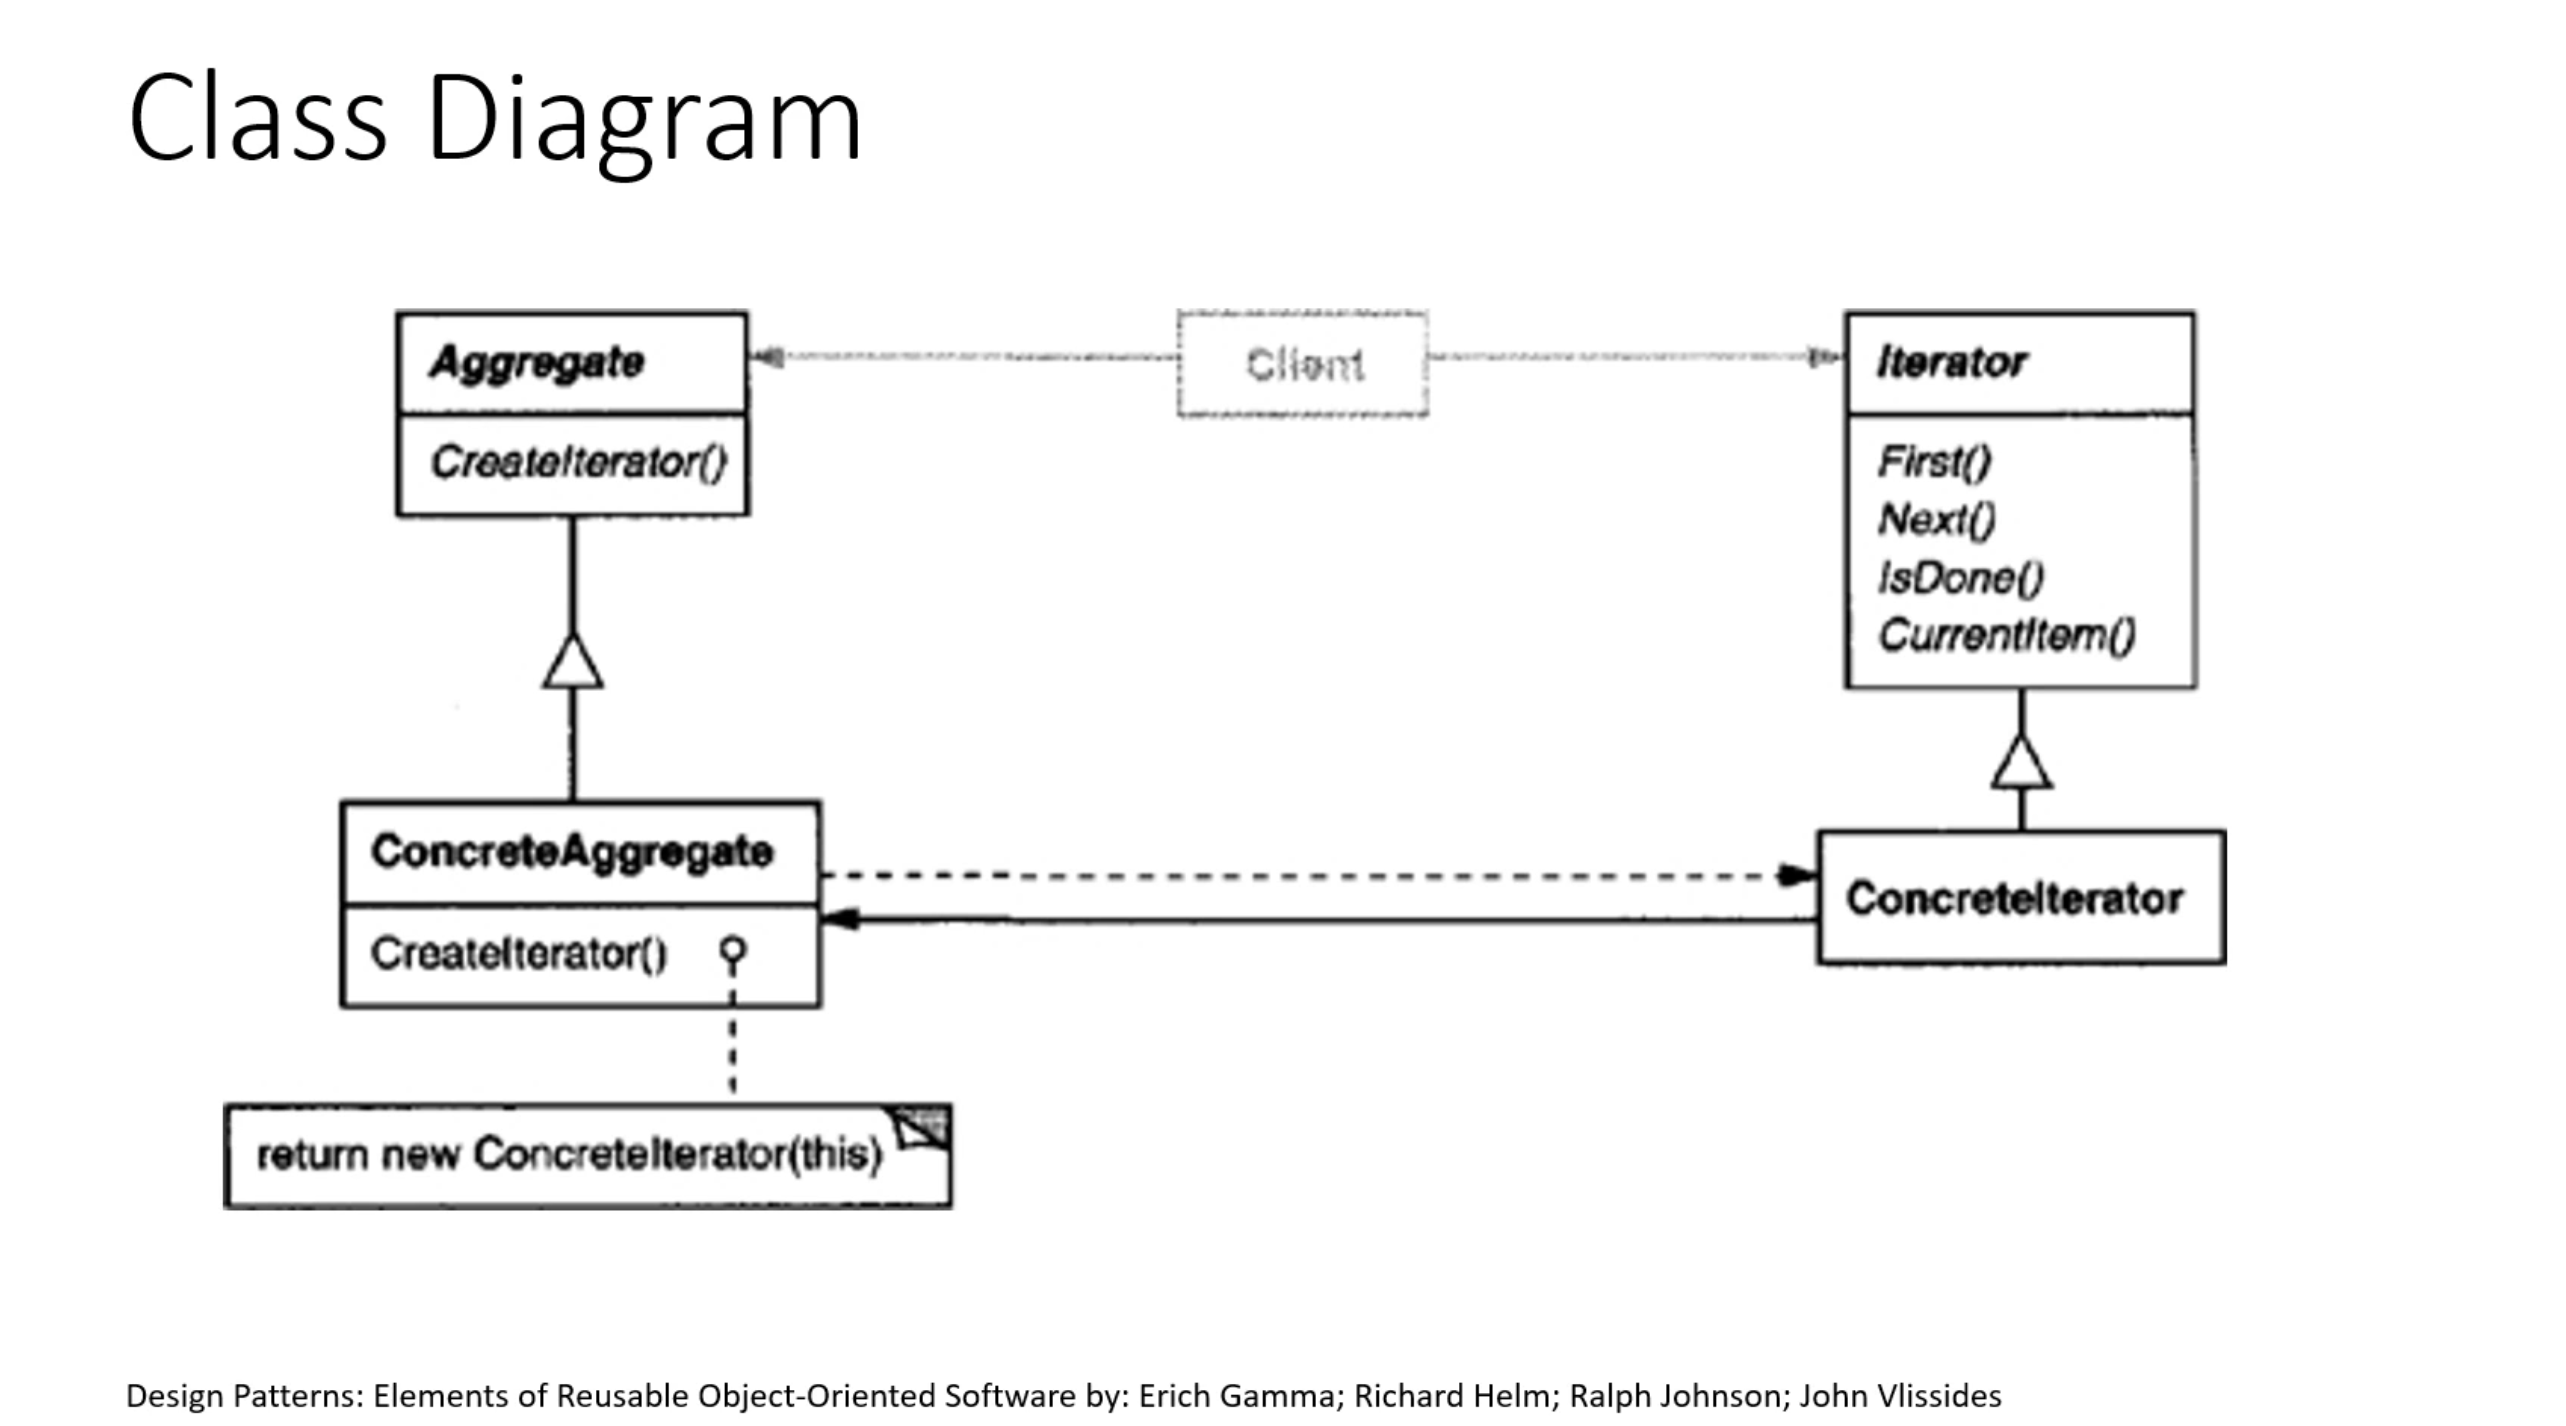 Class Diagram
Aggregate
CreateIterator()
Client
Iterator
First()
Next()
IsDone()
CurrentItem()
ConcreteAggregate
CreateIterator()
ConcreteIterator
return new ConcreteIterator(this)
Design Patterns: Elements of Reusable Object-Oriented Software by: Erich Gamma; Richard Helm; Ralph Johnson; John Vlissides